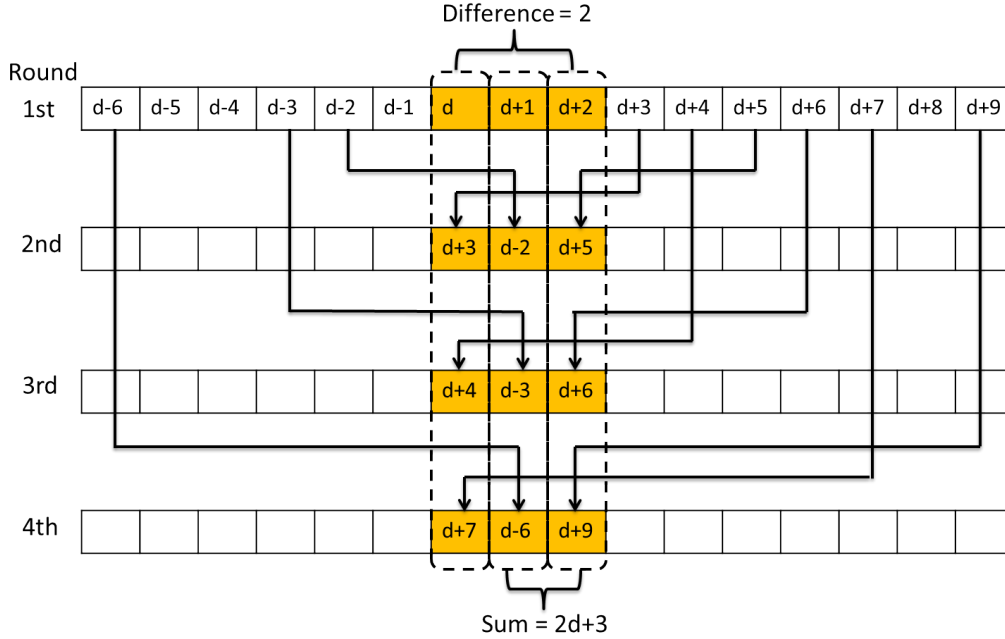 Difference = 2
Round
1st d-6 d-5 d-4 d-3 d-2 d-1 d d+1 d+2 d+3 d+4 d+5 d+6 d+7 d+8 d+9
2nd d+3 d-2 d+5
3rd d+4 d-3 d+6
4th d+7 d-6 d+9
Sum = 2d+3